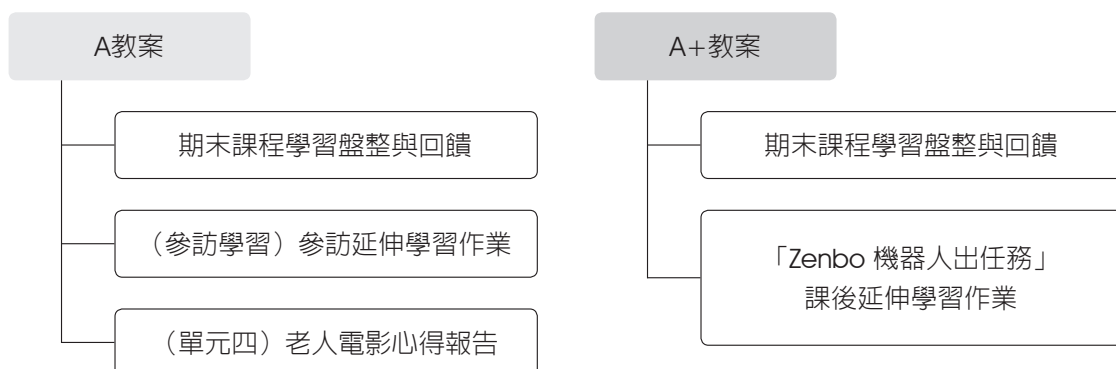 A教案
期末課程學習盤整與回饋
（參訪學習）參訪延伸學習作業
（單元四）老人電影心得報告
A+教案
期末課程學習盤整與回饋
「Zenbo 機器人出任務」
課後延伸學習作業